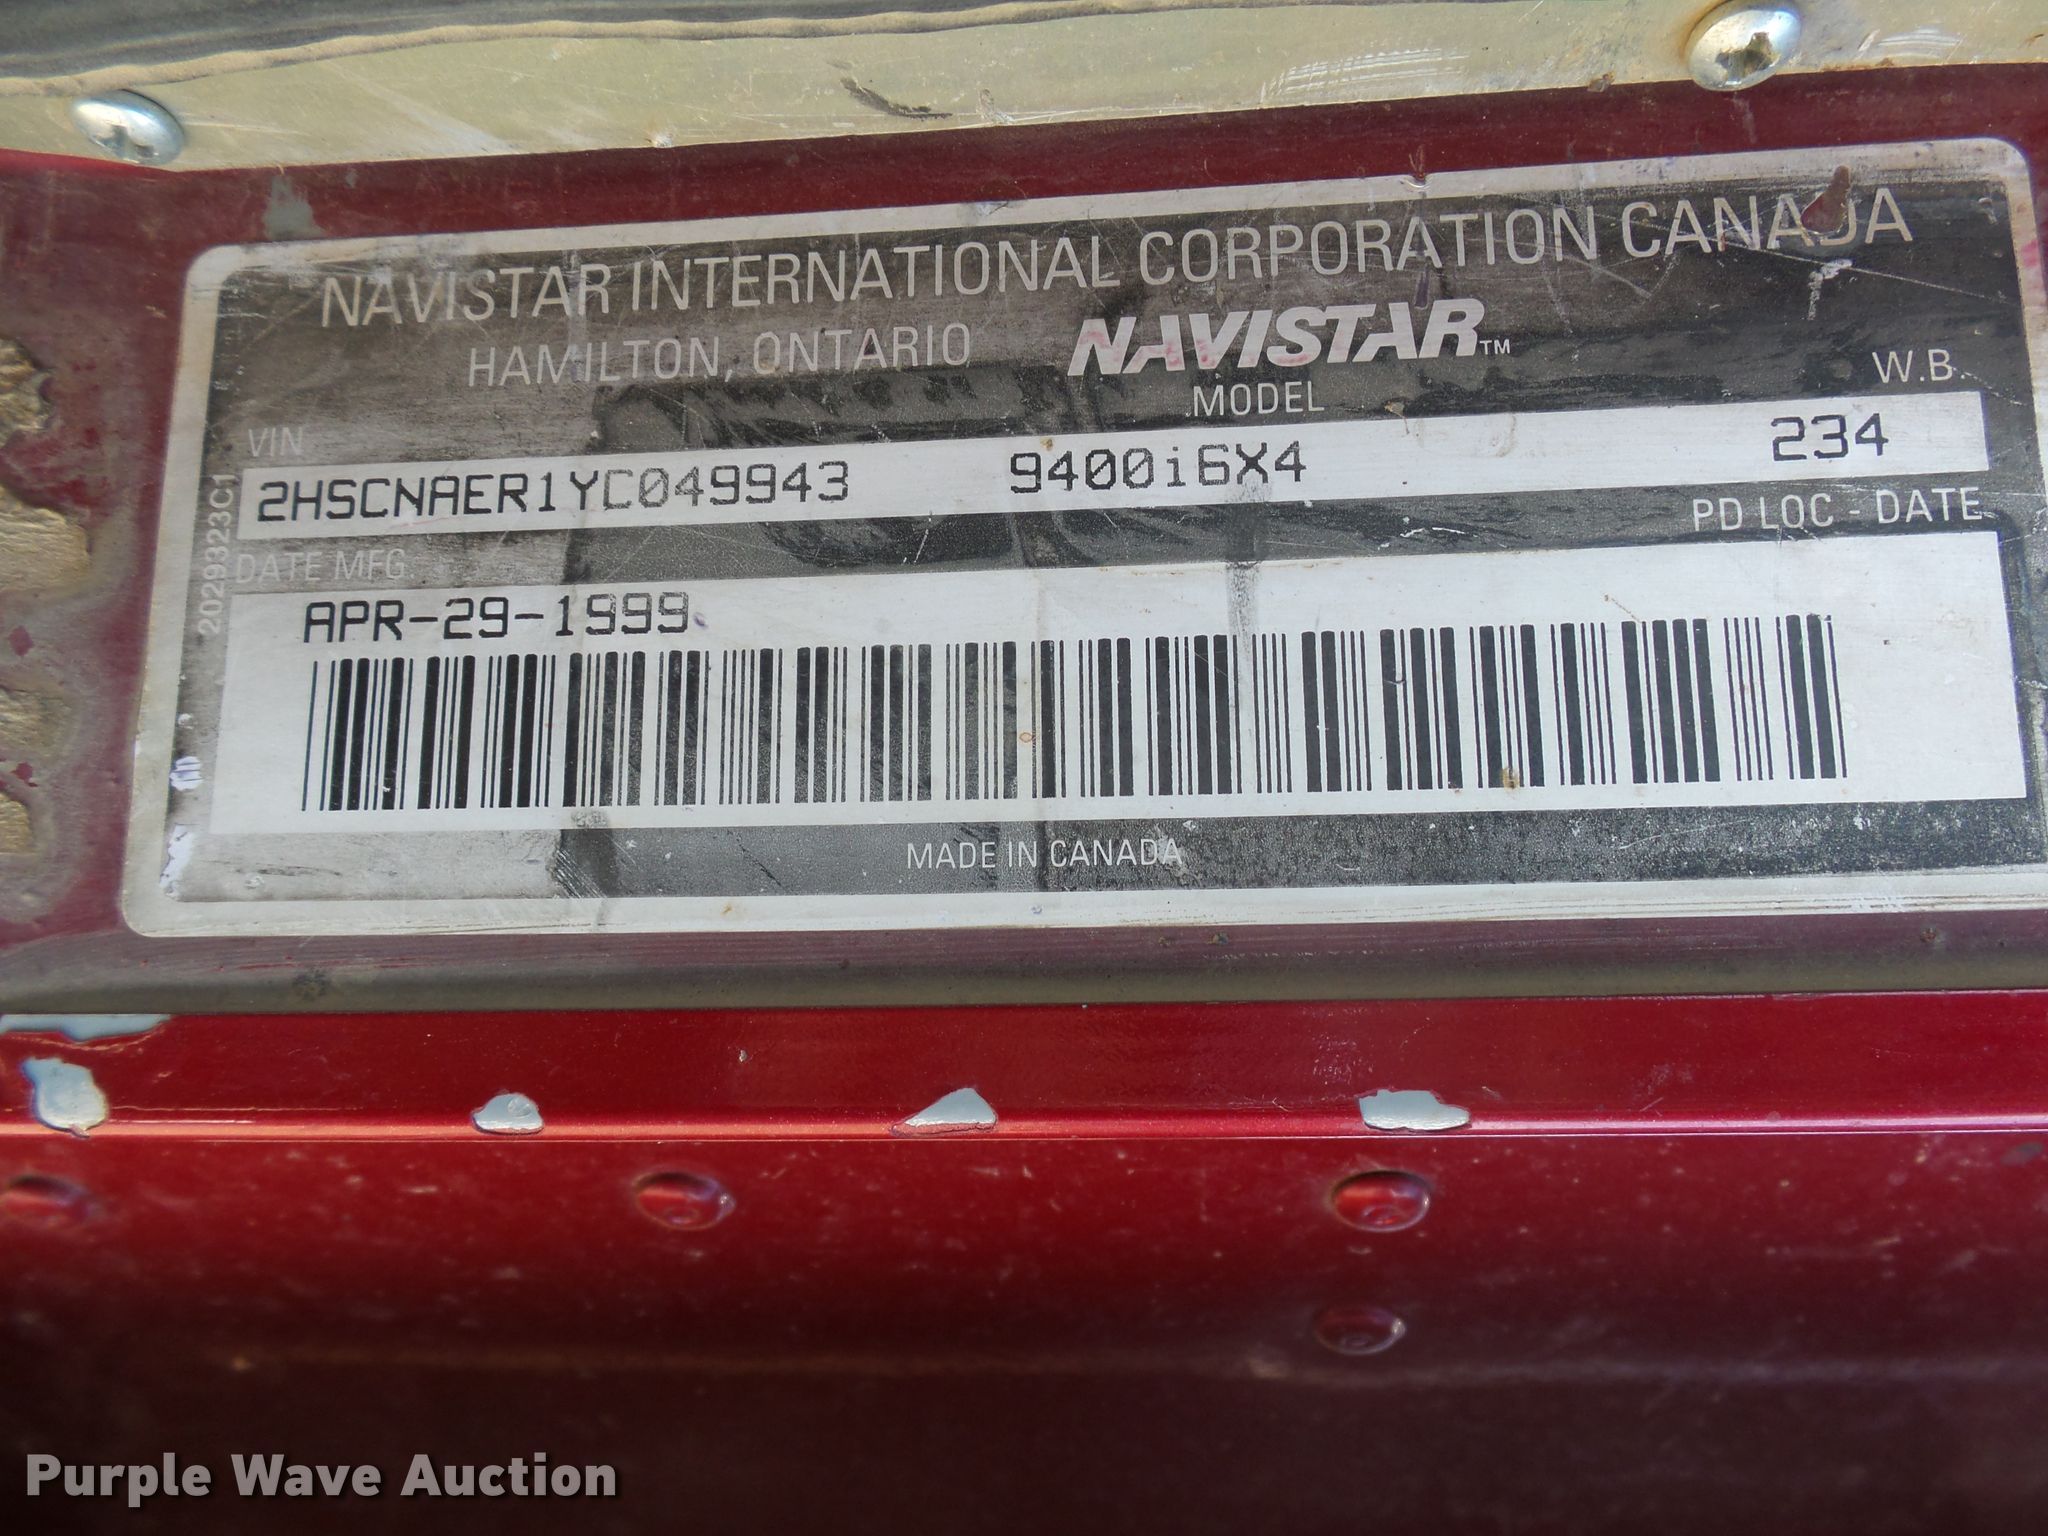 NAVISTAR INTERNATIONAL CORPORATION CANADA
HAMILTON, ONTARIO NAVISTAR™
VIN MODEL W.B.
2HSCNAER1YC049943 9400i6X4 234
DATE MFG PD LOC - DATE
APR-29-1999
2029323C1
MADE IN CANADA
Purple Wave Auction